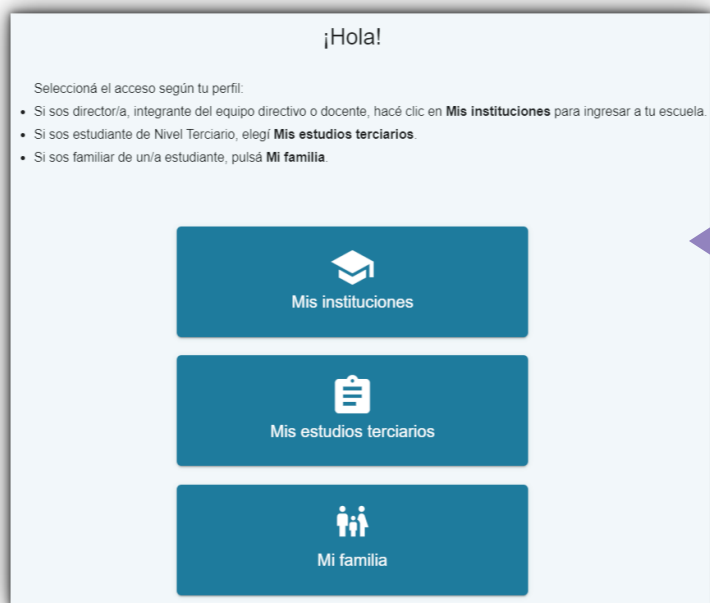 ¡Hola!
Seleccioná el acceso según tu perfil:
• Si sos director/a, integrante del equipo directivo o docente, hacé clic en Mis instituciones para ingresar a tu escuela.
• Si sos estudiante de Nivel Terciario, elegí Mis estudios terciarios.
• Si sos familiar de un/a estudiante, pulsá Mi familia.
Mis instituciones
Mis estudios terciarios
Mi familia